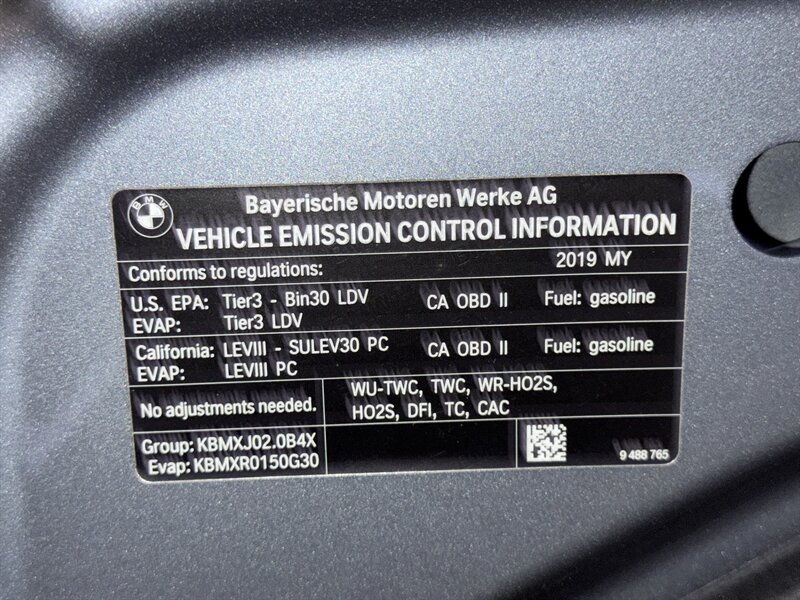 BMW
Bayerische Motoren Werke AG
VEHICLE EMISSION CONTROL INFORMATION
Conforms to regulations: 2019 MY
U.S. EPA: Tier3 - Bin30 LDV CA OBD II Fuel: gasoline
EVAP: Tier3 LDV
California: LEVIII - SULEV30 PC CA OBD II Fuel: gasoline
EVAP: LEVIII PC
No adjustments needed.
WU-TWC, TWC, WR-HO2S,
HO2S, DFI, TC, CAC
Group: KBMXJ02.0B4X
Evap: KBMXR0150G30
9 488 765